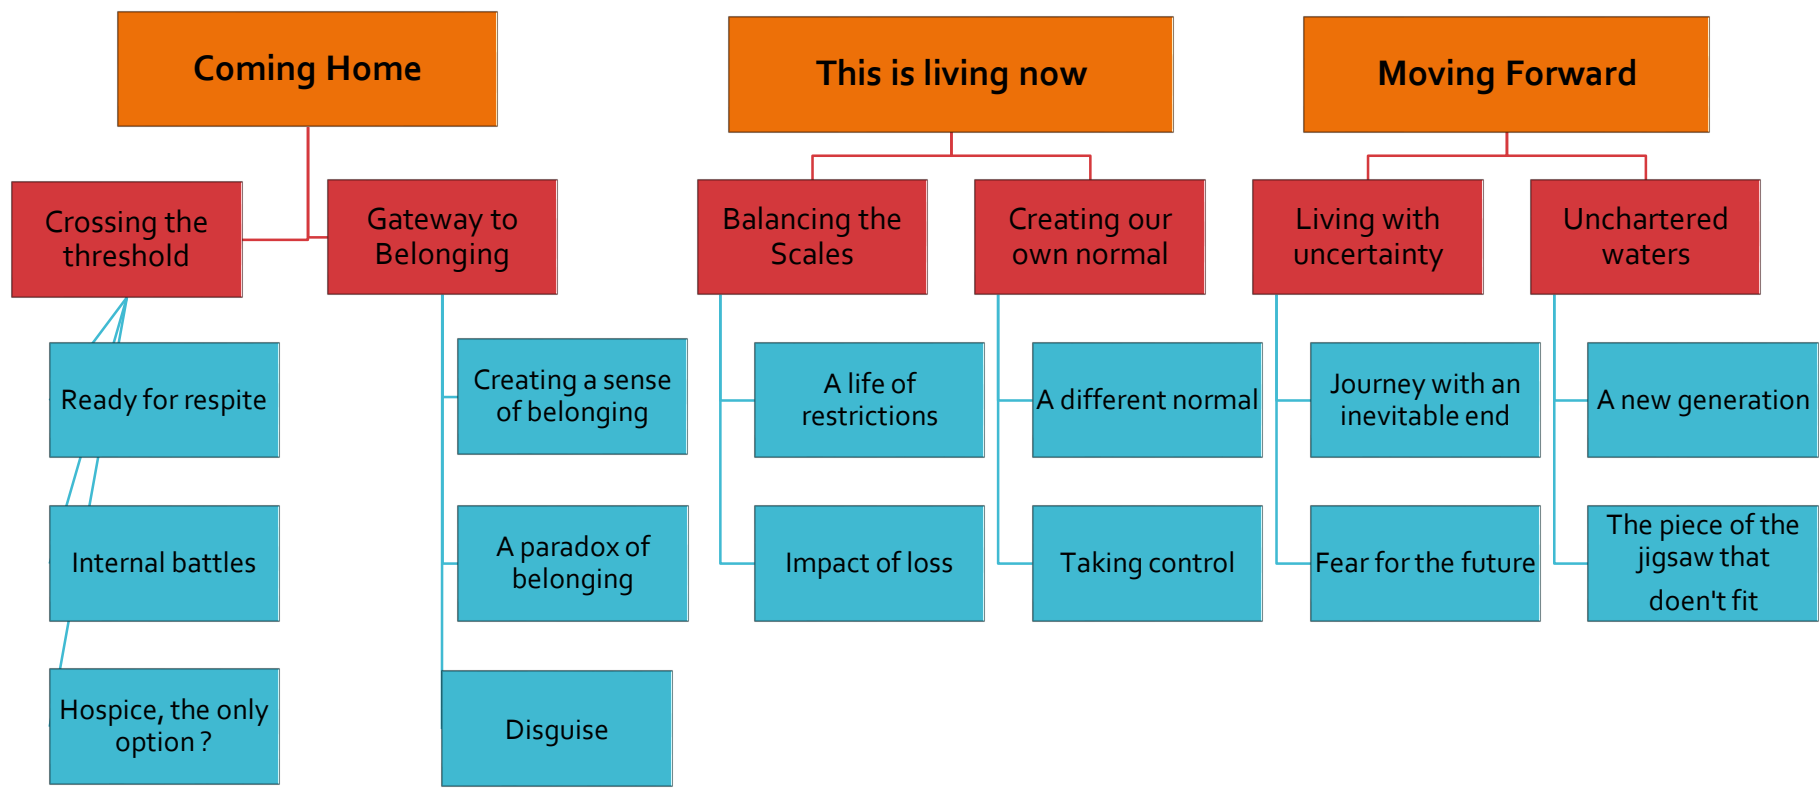 Coming Home
This is living now
Moving Forward
Crossing the
threshold
Gateway to
Belonging
Balancing the
Scales
Creating our
own normal
Living with
uncertainty
Unchartered
waters
Ready for respite
Creating a sense
of belonging
A life of
restrictions
A different normal
Journey with an
inevitable end
A new generation
Internal battles
A paradox of
belonging
Impact of loss
Taking control
Fear for the future
The piece of the
jigsaw that
doen't fit
Hospice, the only
option ?
Disguise